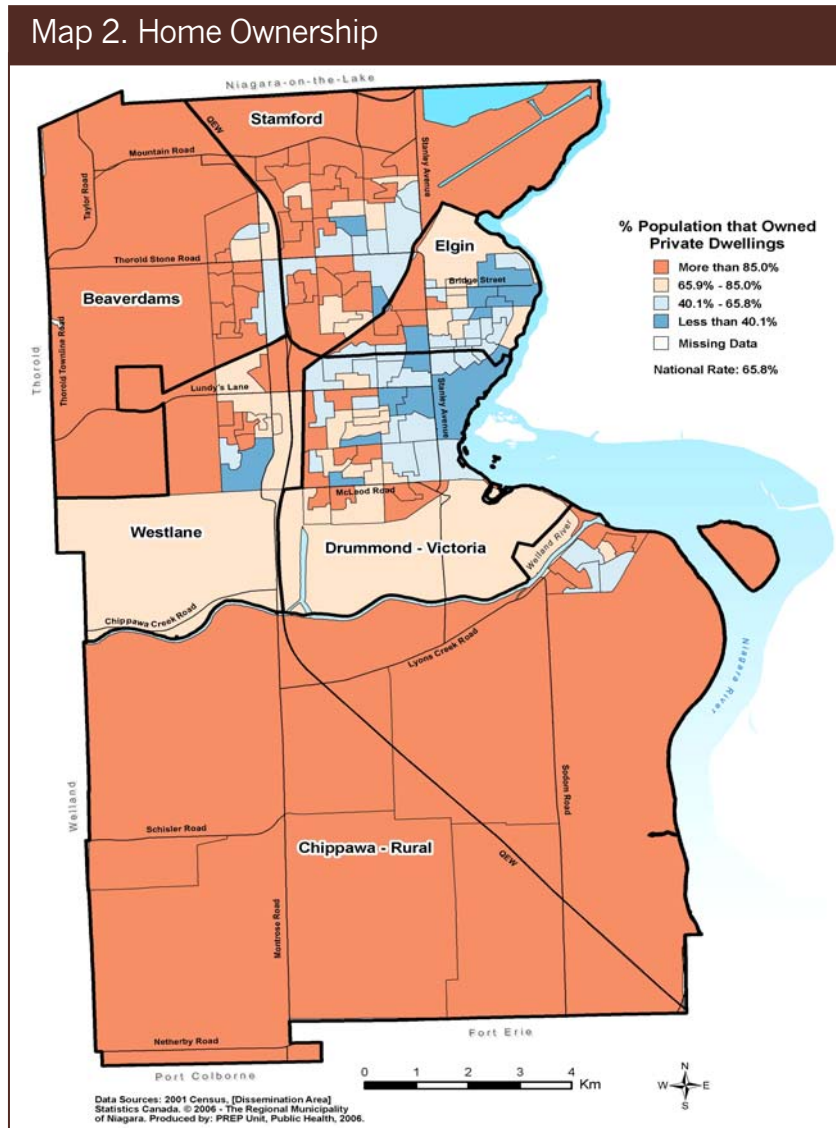 Map 2. Home Ownership
Niagara-on-the-Lake
QEW
Stamford
Mountain Road
Stanley Avenue
Taylor Road
Elgin
Thorold Stone Road
Bridge Street
Beaverdams
Thorold Townline Road
Thorold
Lundy's Lane
Stanley Avenue
McLeod Road
Westlane
Drummond - Victoria
Welland River
Chippawa Creek Road
Lyons Creek Road
Niagara River
Welland
Sodom Road
Schisler Road
Chippawa - Rural
QEW
Montrose Road
Netherby Road
Fort Erie
Port Colborne
% Population that Owned
Private Dwellings
More than 85.0%
65.9% - 85.0%
40.1% - 65.8%
Less than 40.1%
Missing Data
National Rate: 65.8%
0 1 2 3 4
Km
N
W E
S
Data Sources: 2001 Census, [Dissemination Area]
Statistics Canada. © 2006 - The Regional Municipality
of Niagara. Produced by: PREP Unit, Public Health, 2006.